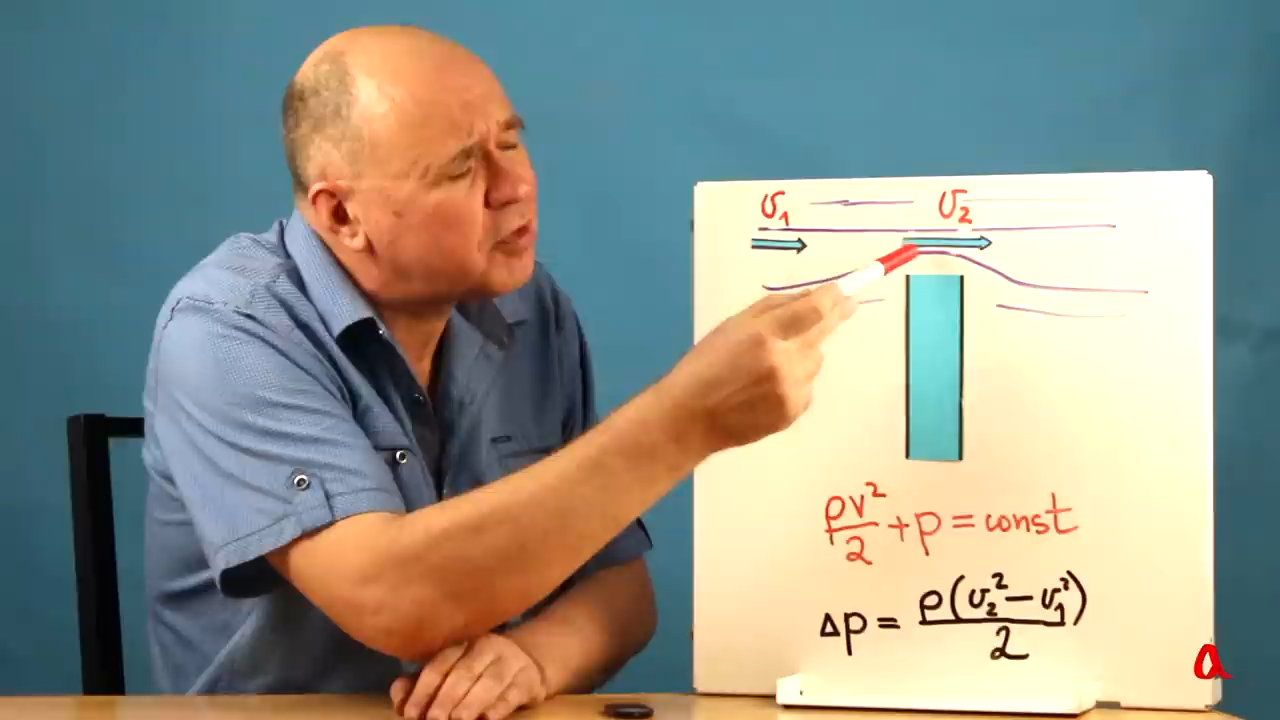 υ₁ υ₂
ρv²/2 + p = const
Δp = ρ(υ₂² − υ₁²)/2
a